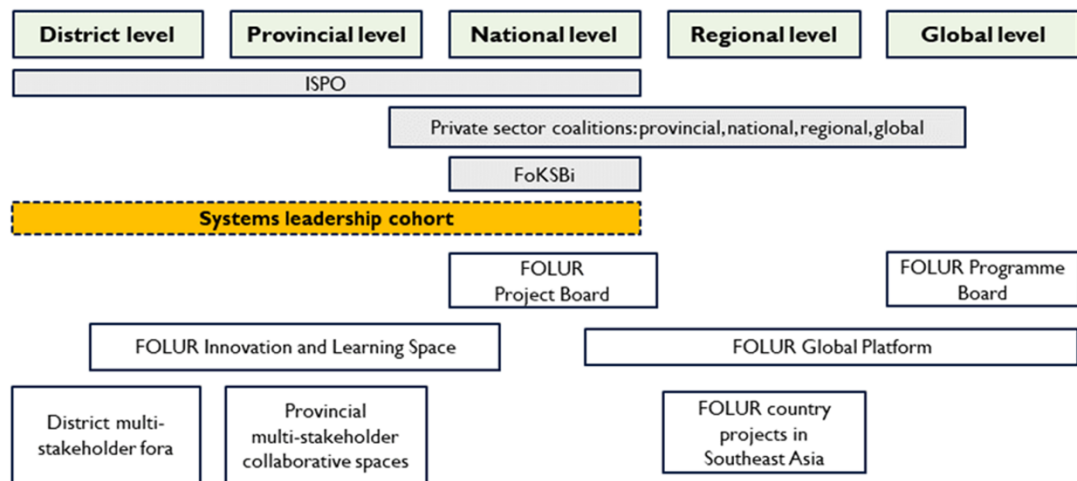 District level
Provincial level
National level
Regional level
Global level
ISPO
Private sector coalitions: provincial, national, regional, global
FoKSBi
Systems leadership cohort
FOLUR
Project Board
FOLUR Programme
Board
FOLUR Innovation and Learning Space
FOLUR Global Platform
District multi-
stakeholder fora
Provincial
multi-stakeholder
collaborative spaces
FOLUR country
projects in
Southeast Asia